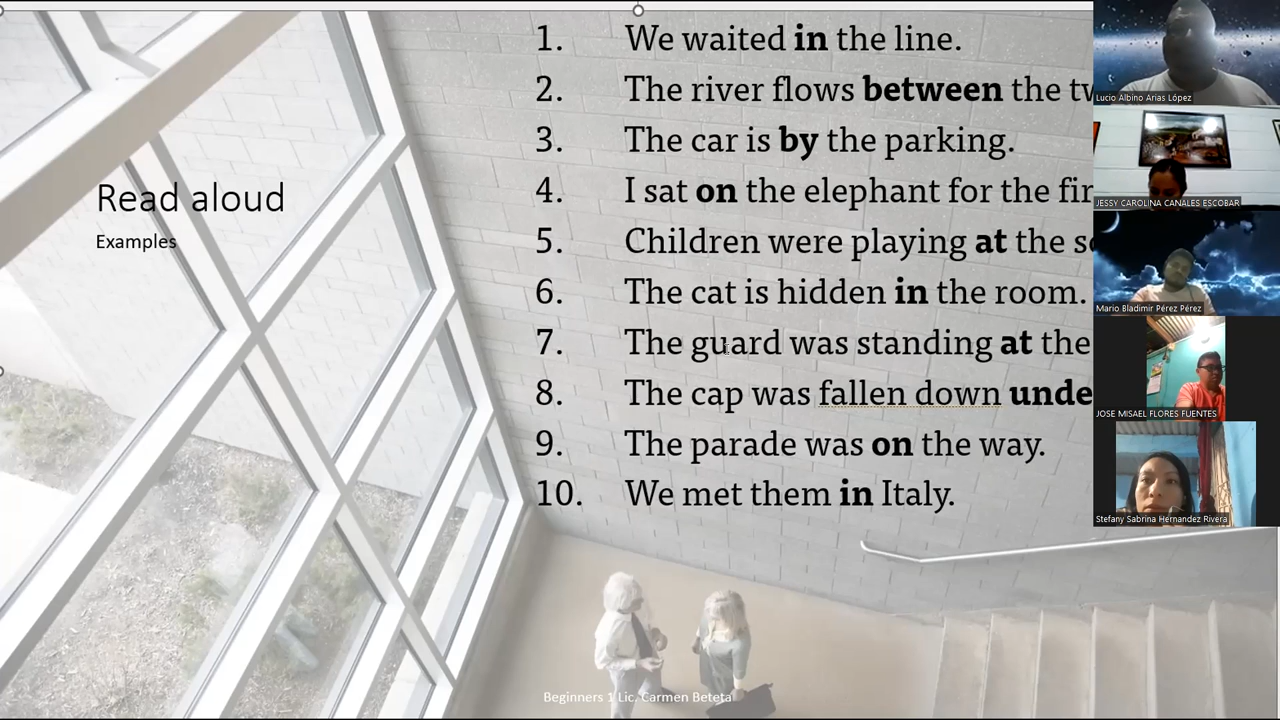 Read aloud
Examples
1. We waited in the line.
2. The river flows between the tw
3. The car is by the parking.
4. I sat on the elephant for the fir
5. Children were playing at the s
6. The cat is hidden in the room.
7. The guard was standing at the
8. The cap was fallen down unde
9. The parade was on the way.
10. We met them in Italy.
Beginners 1 Lic. Carmen Beteta
Lucio Albino Arias López
JESSY CAROLINA CANALES ESCOBAR
Mario Bladimir Pérez Pérez
JOSE MISAEL FLORES FUENTES
Stefany Sabrina Hernandez Rivera